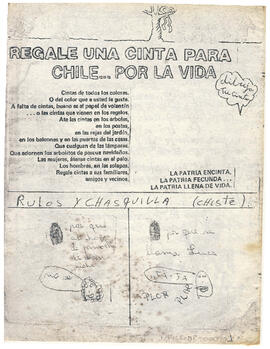 REGALE UNA CINTA PARA
CHILE... POR LA VIDA
Cintas de todos los colores.
O del color que a usted le guste.
A falta de cintas, bueno es el papel de volantín
... o las cintas que vienen en los regalos.
Ate las cintas en los árboles,
en los postes,
en las rejas del jardín,
en los balcones y en las puertas de las casas.
Que cuelguen de las lámparas.
Que adornen los arbolitos de pascua navideños.
Las mujeres, átense cintas en el pelo.
Los hombres, en las solapas.
Regale cintas a sus familiares,
amigos y vecinos.
dibuje
su cinta
LA PATRIA ENCINTA,
LA PATRIA FECUNDA...
LA PATRIA LLENA DE VIDA.
RULOS Y CHASQUILLA (CHISTE)
PLOP